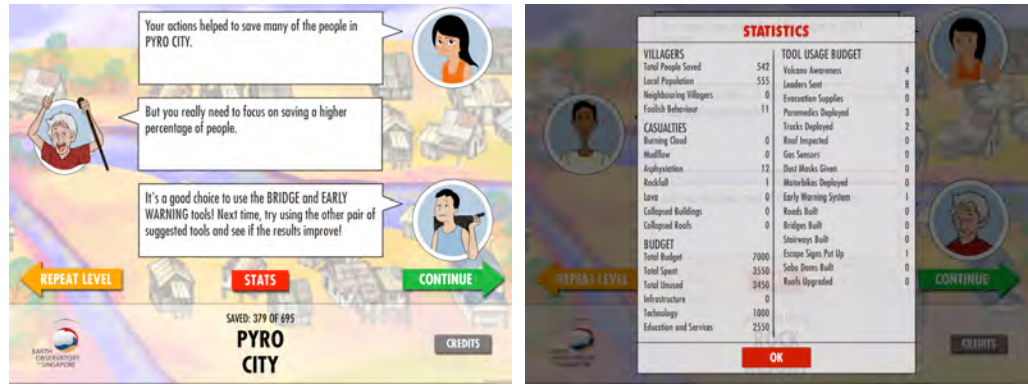 Your actions helped to save many of the people in
PYRO CITY.
But you really need to focus on saving a higher
percentage of people.
It's a good choice to use the BRIDGE and EARLY
WARNING tools! Next time, try using the other pair of
suggested tools and see if the results improve!
REPEAT LEVEL
STATS
CONTINUE
SAVED: 379 OF 695
PYRO
CITY
EARTH
OBSERVATORY
OF SINGAPORE
CREDITS
STATISTICS
VILLAGERS
Total People Saved 542
Local Population 555
Neighbouring Villagers 0
Foolish Behaviour 11
CASUALTIES
Burning Cloud 0
Mudflow 0
Asphyxiation 12
Rockfall 1
Lava 0
Collapsed Buildings 0
Collapsed Roofs 0
BUDGET
Total Budget 7000
Total Spent 3550
Total Unused 3450
Infrastructure 0
Technology 1000
Education and Services 2550
TOOL USAGE BUDGET
Volcano Awareness 4
Leaders Sent 8
Evacuation Supplies 0
Paramedics Deployed 3
Trucks Deployed 2
Roof Inspected 0
Gas Sensors 0
Dust Masks Given 0
Motorbikes Deployed 0
Early Warning System 1
Roads Built 0
Bridges Built 0
Stairways Built 0
Escape Signs Put Up 1
Sabo Dams Built 0
Roofs Upgraded 0
OK
REPEAT LEVEL
CONTINUE
CREDITS